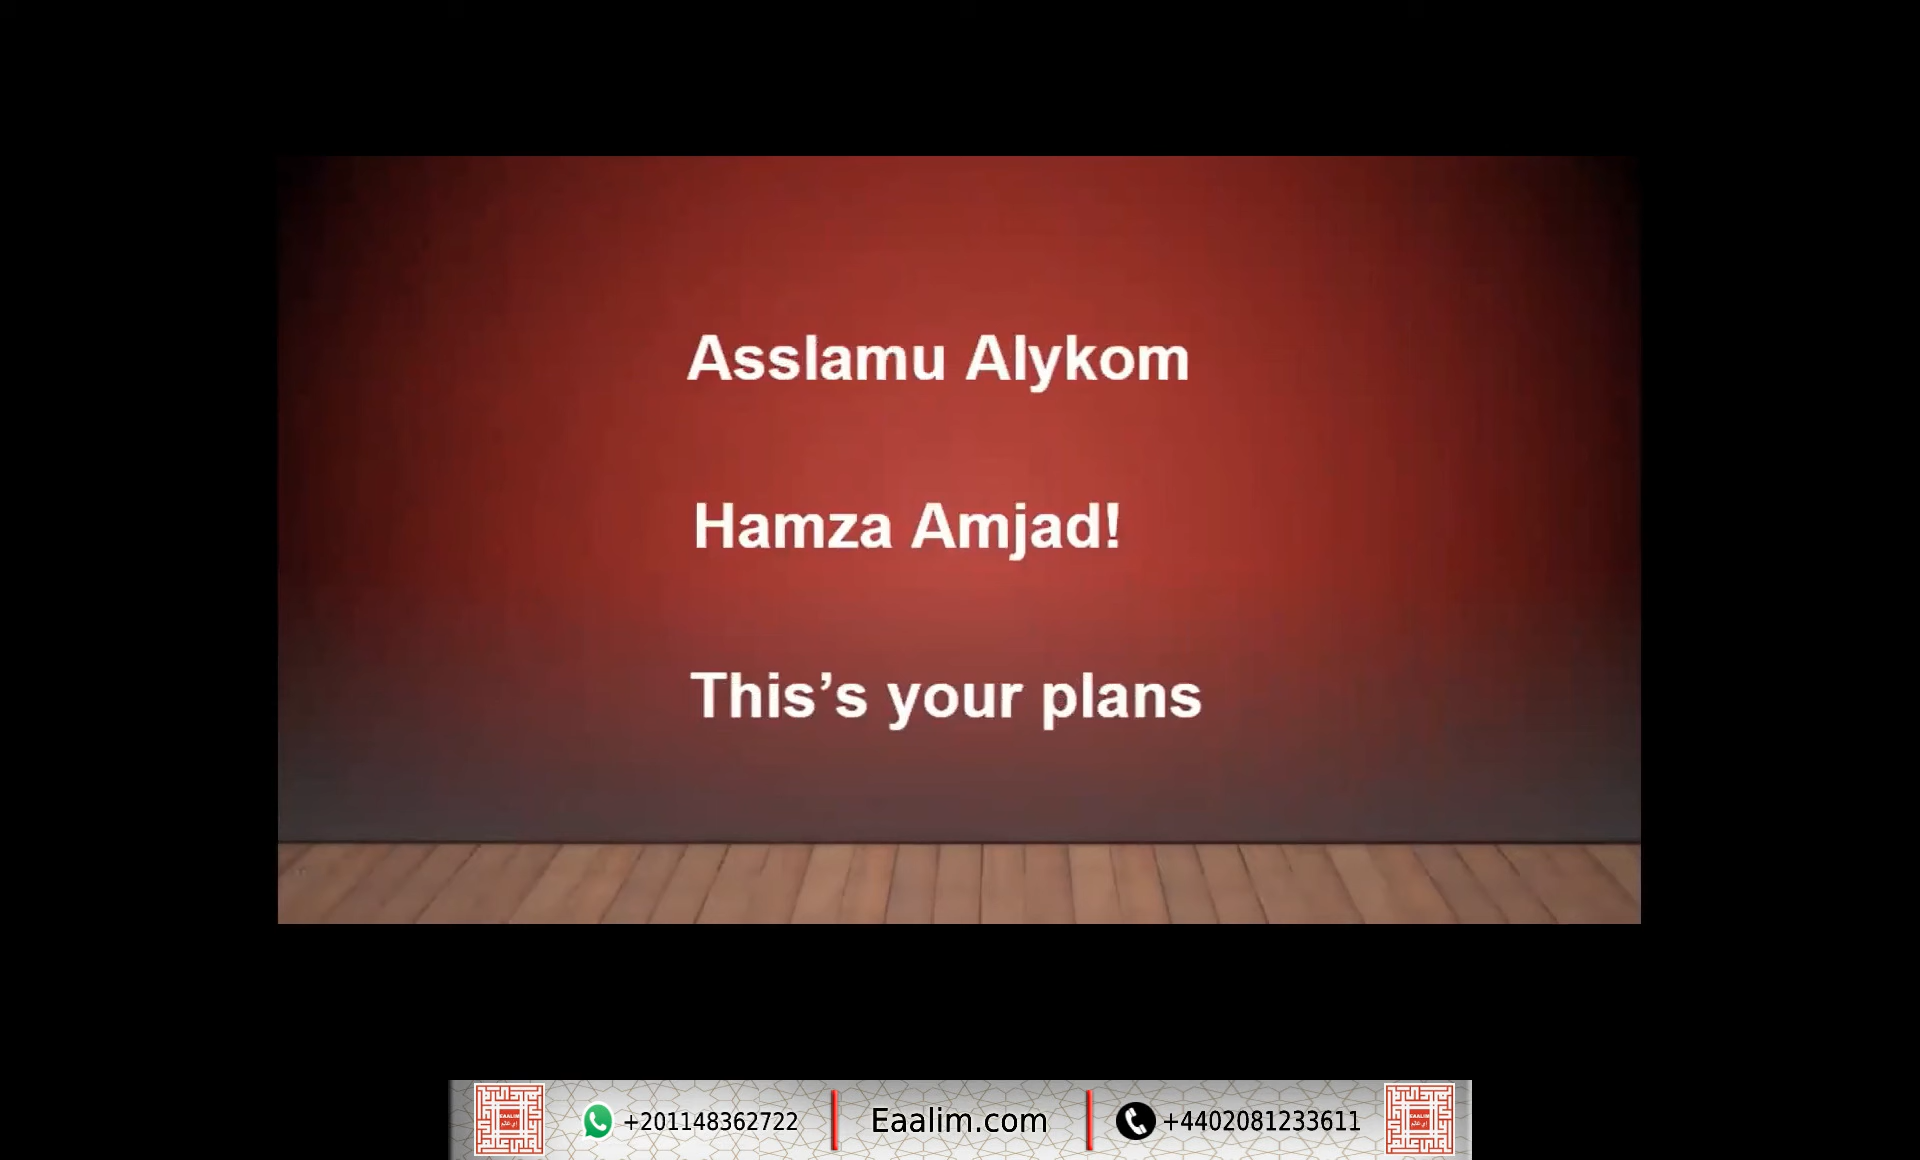 Asslamu Alykom
Hamza Amjad!
This’s your plans
+201148362722
Eaalim.com
+4402081233611